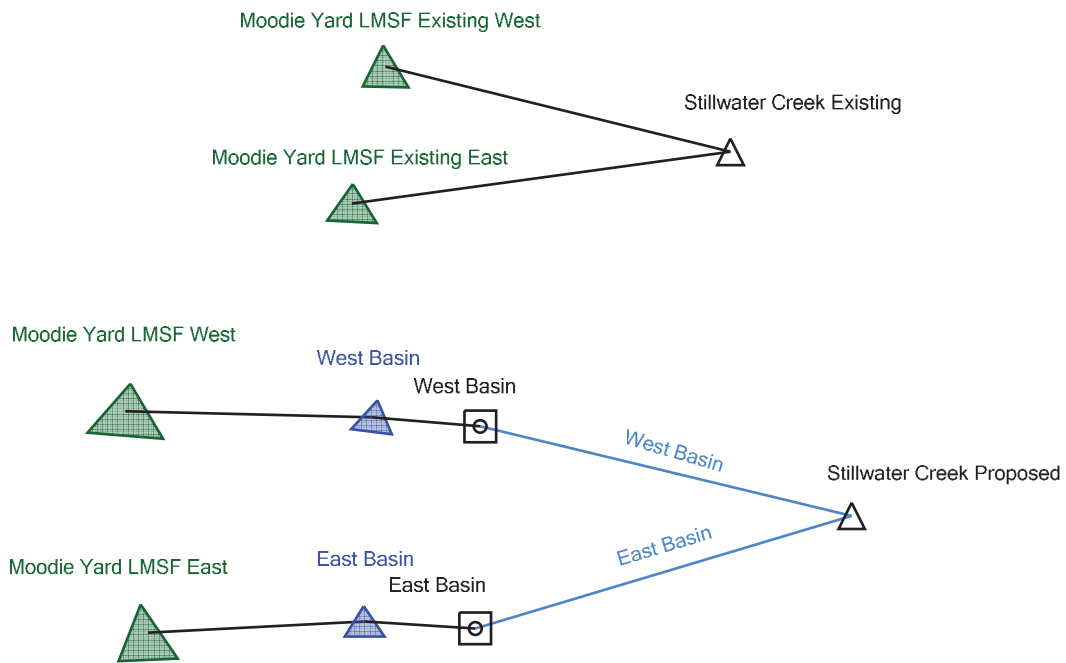 Moodie Yard LMSF Existing West
Stillwater Creek Existing
Moodie Yard LMSF Existing East
Moodie Yard LMSF West
West Basin
West Basin
West Basin
Stillwater Creek Proposed
East Basin
East Basin
Moodie Yard LMSF East
East Basin